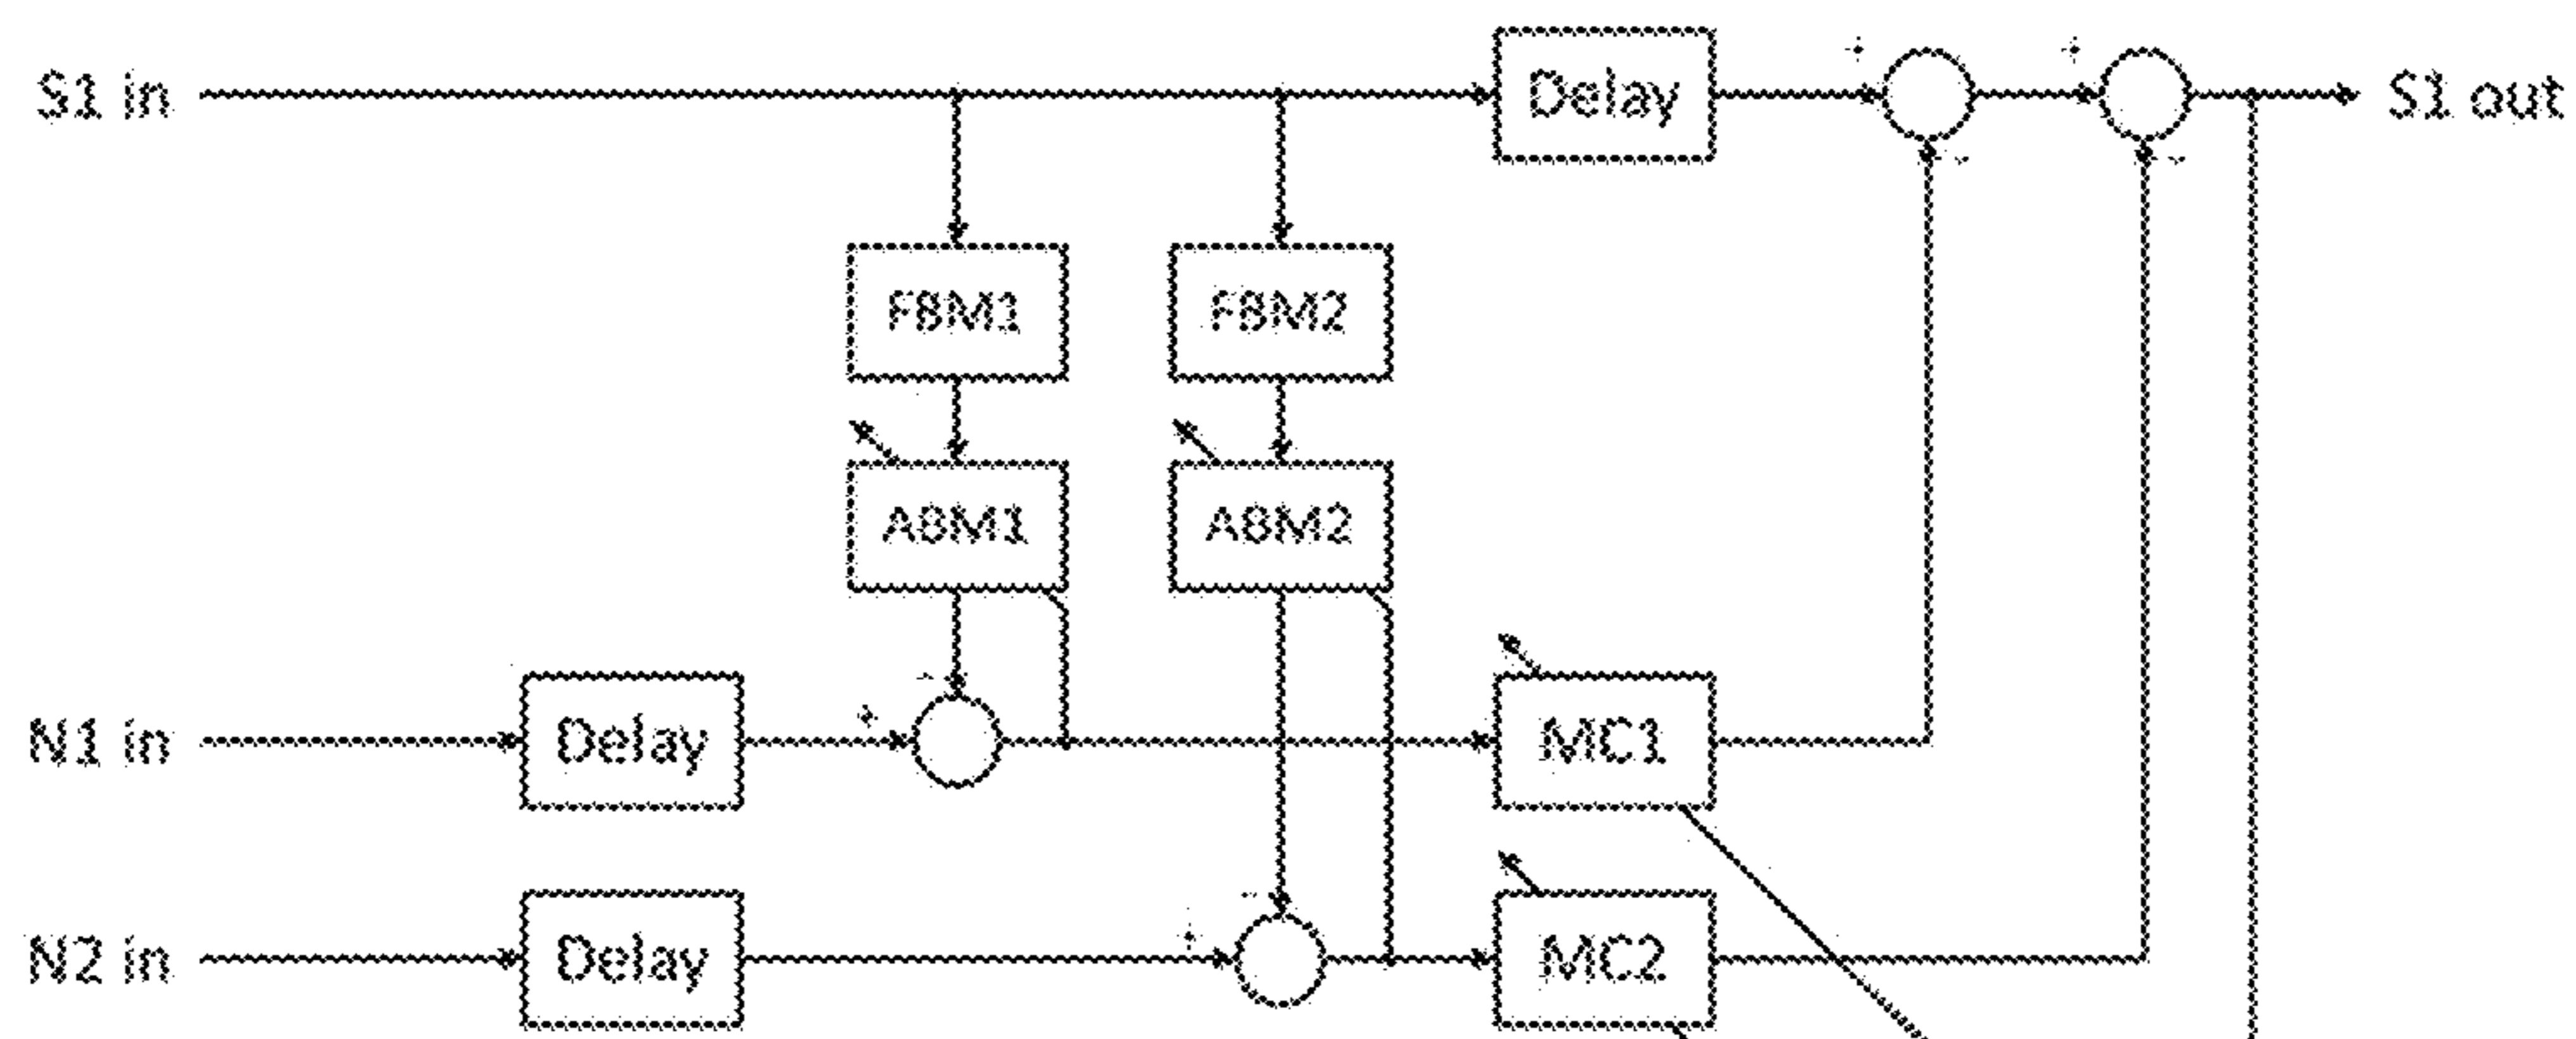 S1 in
Delay
+
+
S1 out
-
-
FBM1
FBM2
ABM1
ABM2
-
+
N1 in
Delay
MC1
-
+
N2 in
Delay
MC2